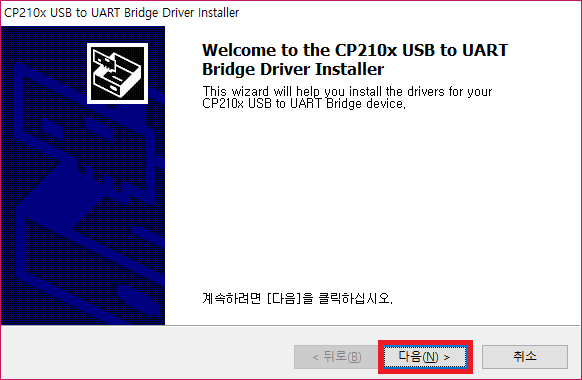 CP210x USB to UART Bridge Driver Installer
Welcome to the CP210x USB to UART
Bridge Driver Installer
This wizard will help you install the drivers for your
CP210x USB to UART Bridge device.
계속하려면 [다음]을 클릭하십시오.
< 뒤로(B) 다음(N) > 취소